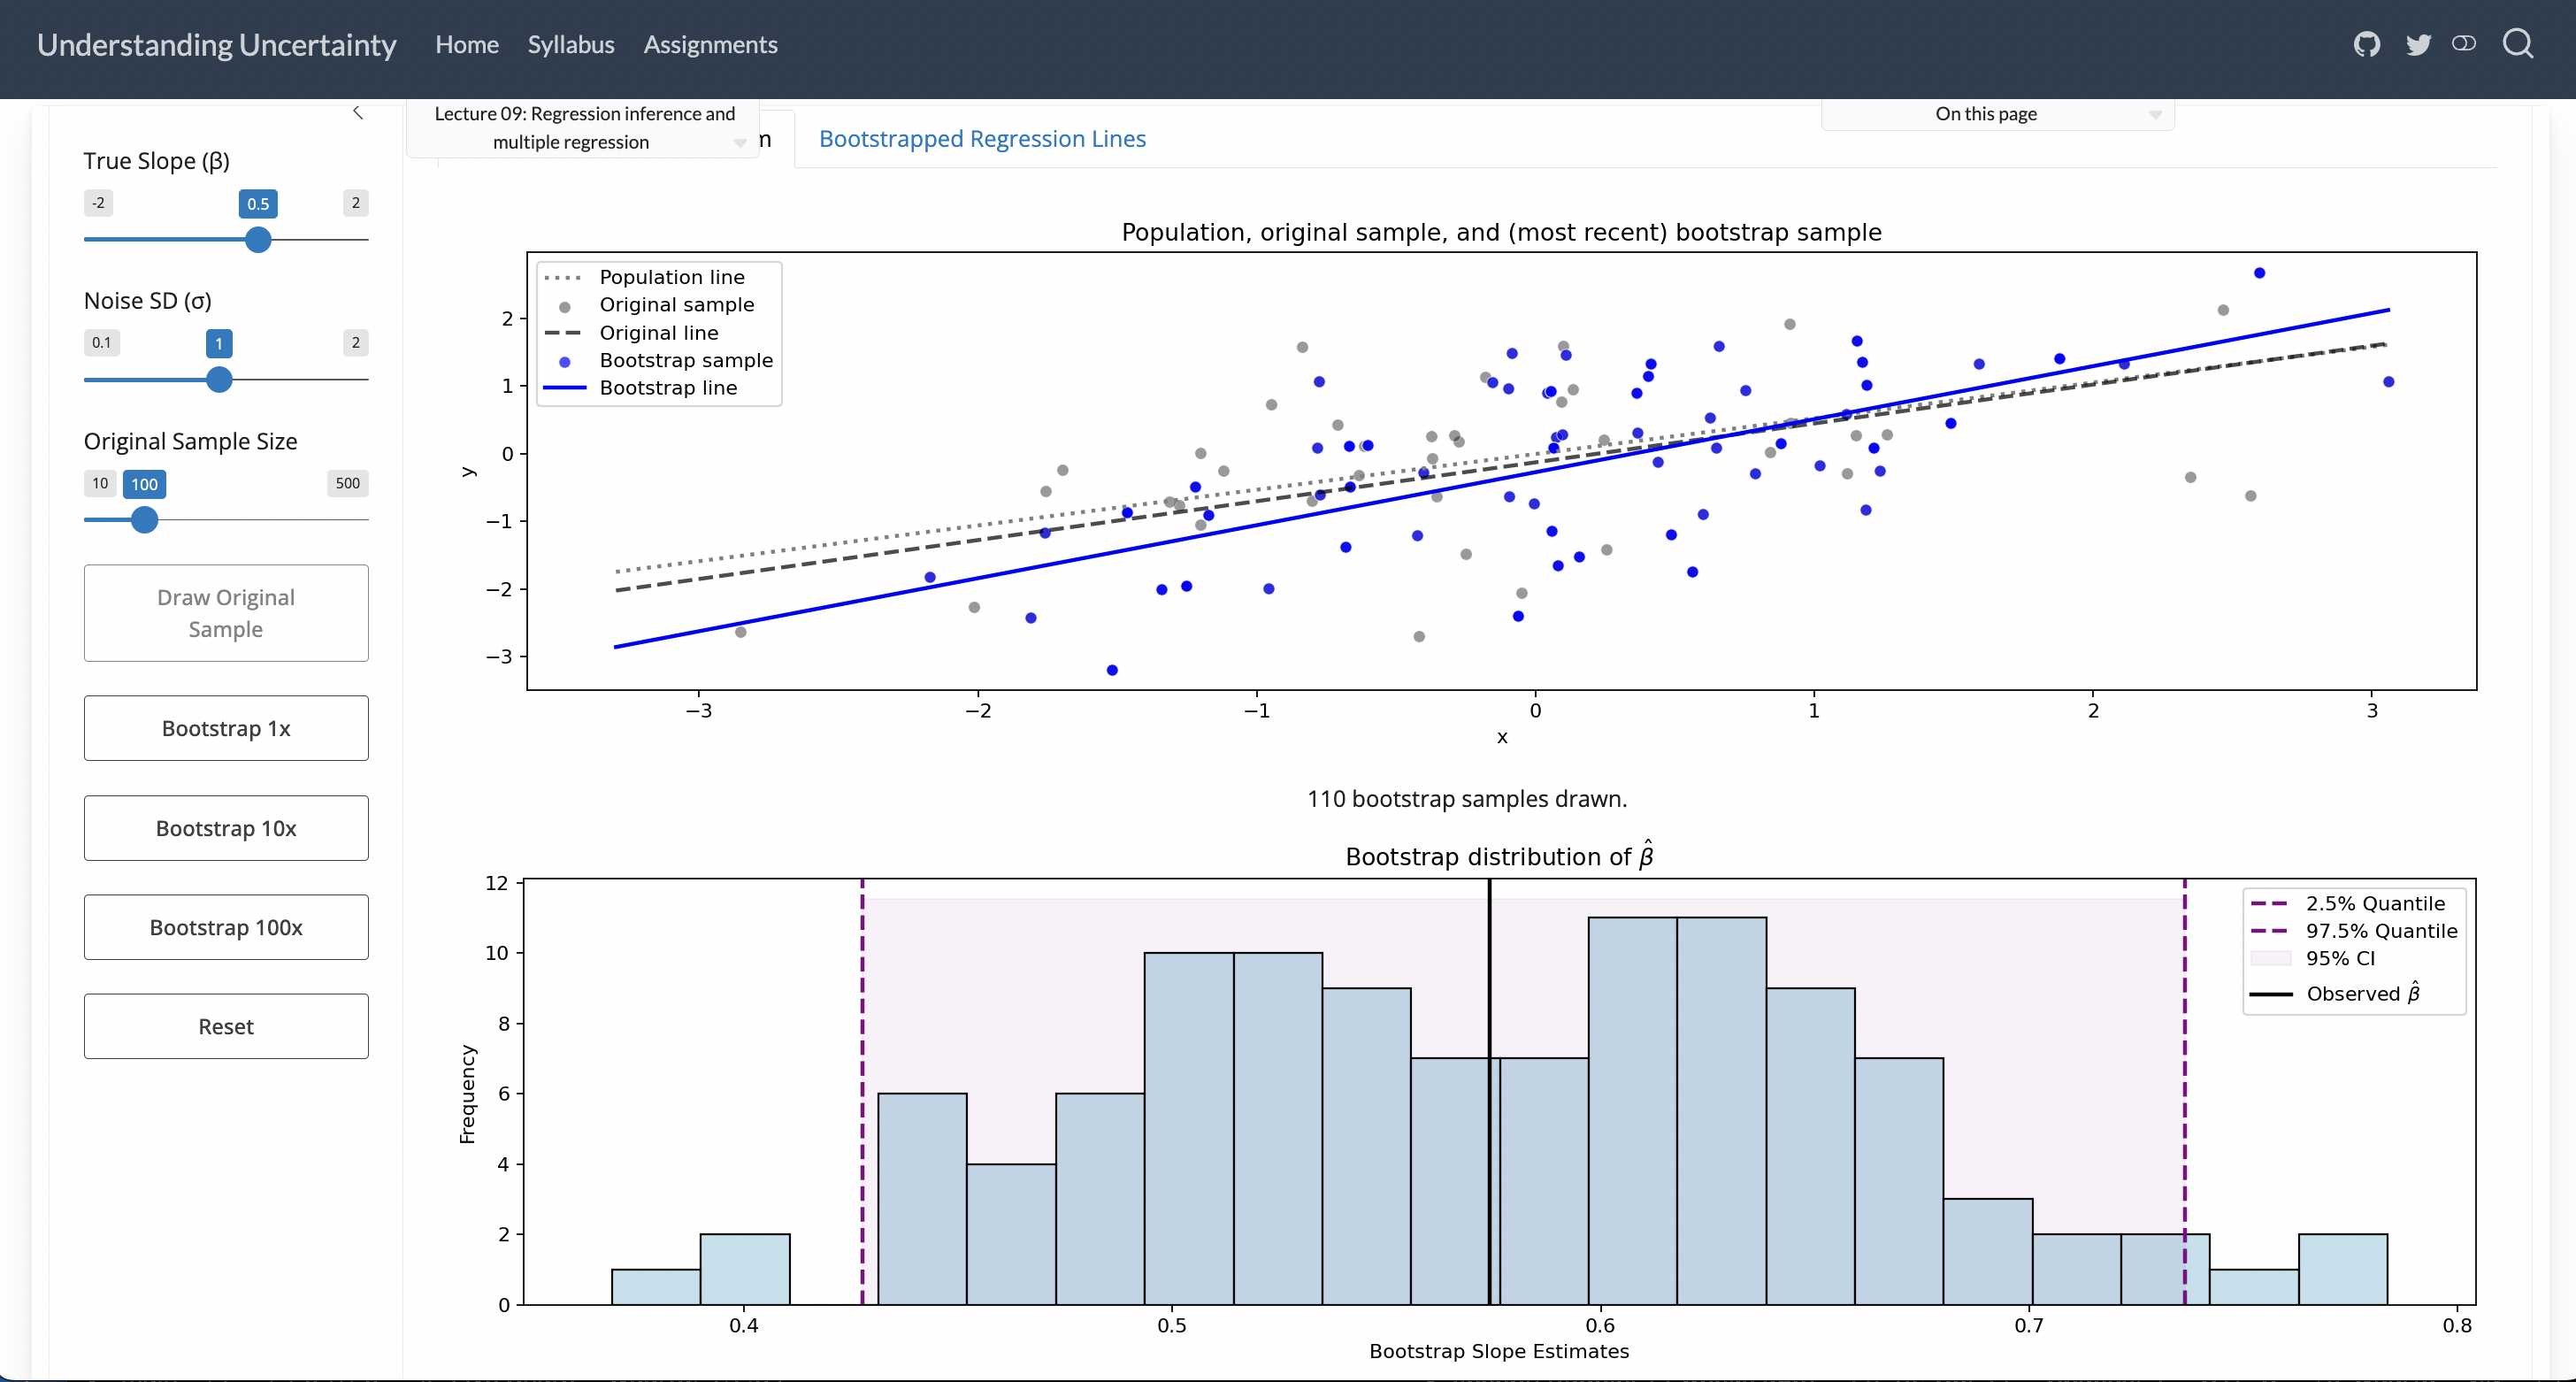 Understanding Uncertainty Home Syllabus Assignments
Lecture 09: Regression inference and
multiple regression
m
Bootstrapped Regression Lines
On this page
True Slope (β)
-2 0.5 2
Noise SD (σ)
0.1 1 2
Original Sample Size
10 100 500
Draw Original
Sample
Bootstrap 1x
Bootstrap 10x
Bootstrap 100x
Reset
Population, original sample, and (most recent) bootstrap sample
Population line
Original sample
Original line
Bootstrap sample
Bootstrap line
2
1
0
−1
−2
−3
y
−3 −2 −1 0 1 2 3
x
110 bootstrap samples drawn.
Bootstrap distribution of β̂
2.5% Quantile
97.5% Quantile
95% CI
Observed β̂
12
10
8
6
4
2
0
Frequency
0.4 0.5 0.6 0.7 0.8
Bootstrap Slope Estimates